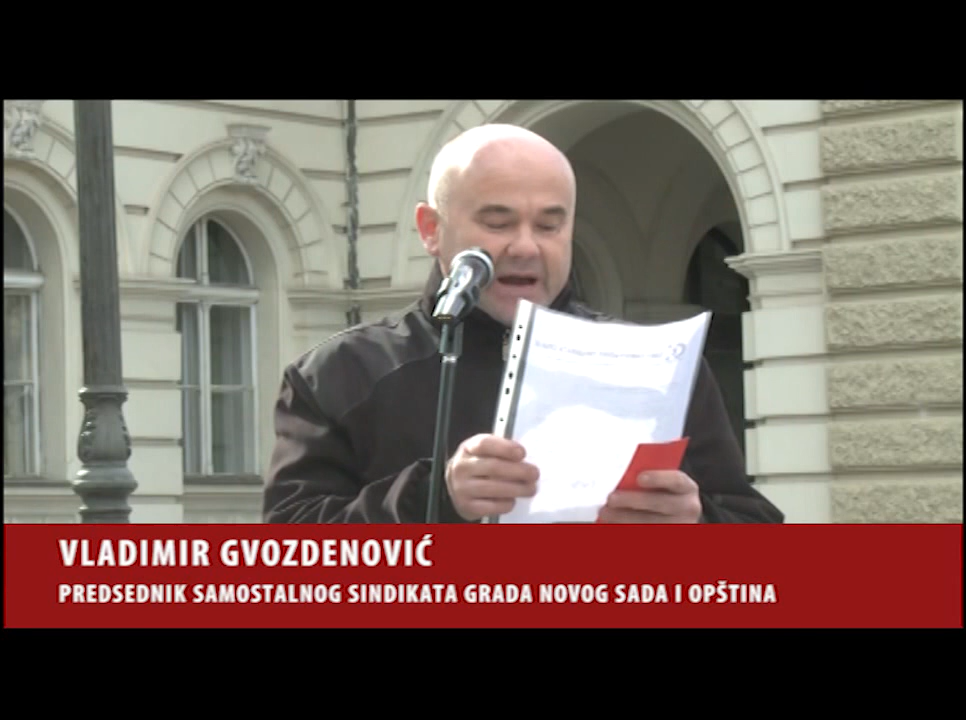 VLADIMIR GVOZDENOVIĆ
PREDSEDNIK SAMOSTALNOG SINDIKATA GRADA NOVOG SADA I OPŠTINA